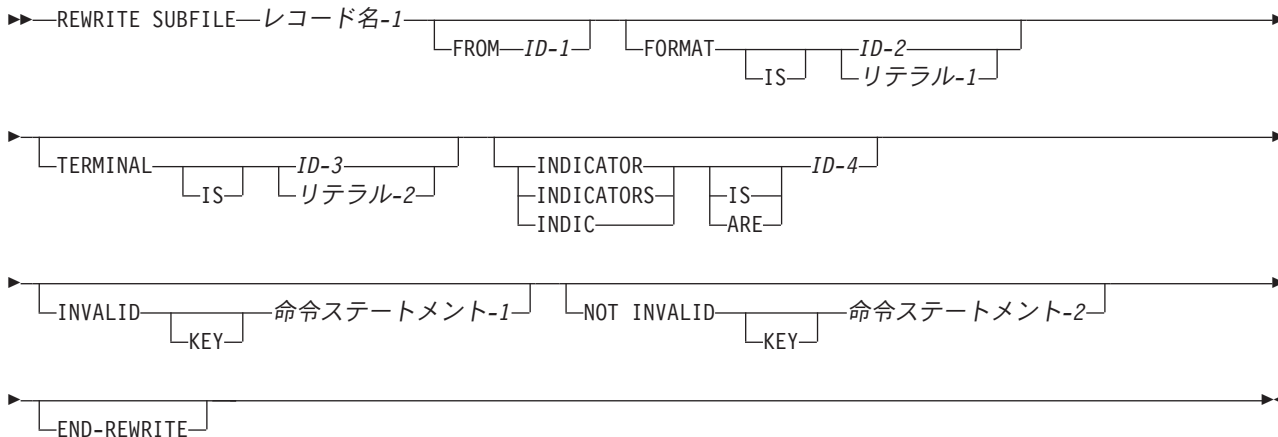 REWRITE SUBFILE レコード名-1
FROM ID-1
FORMAT
IS
ID-2
リテラル-1
TERMINAL
IS
ID-3
リテラル-2
INDICATOR
INDICATORS
INDIC
IS
ARE
ID-4
INVALID
KEY
命令ステートメント-1
NOT INVALID
KEY
命令ステートメント-2
END-REWRITE